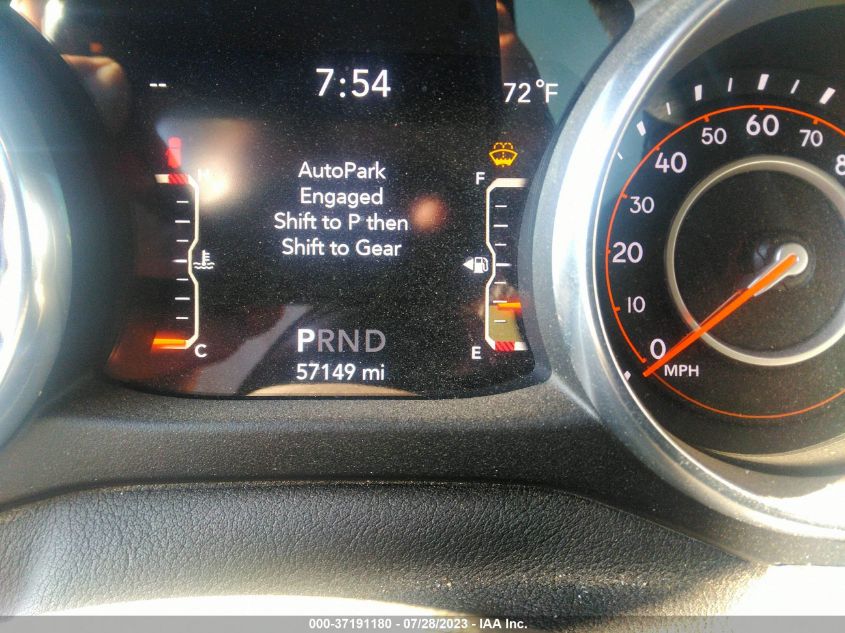 -- 7:54 72°F
H
F
AutoPark
Engaged
Shift to P then
Shift to Gear
C
E
PRND
57149 mi
0
10
20
30
40
50
60
70
MPH
000-37191180 / 07/28/2023 - IAA Inc.